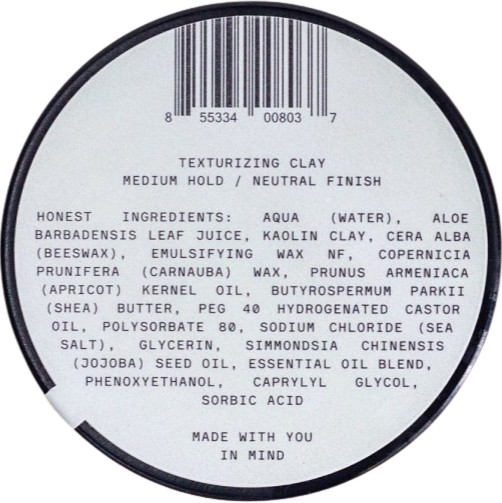 8 55334 00803 7
TEXTURIZING CLAY
MEDIUM HOLD / NEUTRAL FINISH
HONEST INGREDIENTS: AQUA (WATER), ALOE
BARBADENSIS LEAF JUICE, KAOLIN CLAY, CERA ALBA
(BEESWAX), EMULSIFYING WAX NF, COPERNICIA
PRUNIFERA (CARNAUBA) WAX, PRUNUS ARMENIACA
(APRICOT) KERNEL OIL, BUTYROSPERMUM PARKII
(SHEA) BUTTER, PEG 40 HYDROGENATED CASTOR
OIL, POLYSORBATE 80, SODIUM CHLORIDE (SEA
SALT), GLYCERIN, SIMMONDSIA CHINENSIS
(JOJOBA) SEED OIL, ESSENTIAL OIL BLEND,
PHENOXYETHANOL, CAPRYLYL GLYCOL,
SORBIC ACID
MADE WITH YOU
IN MIND